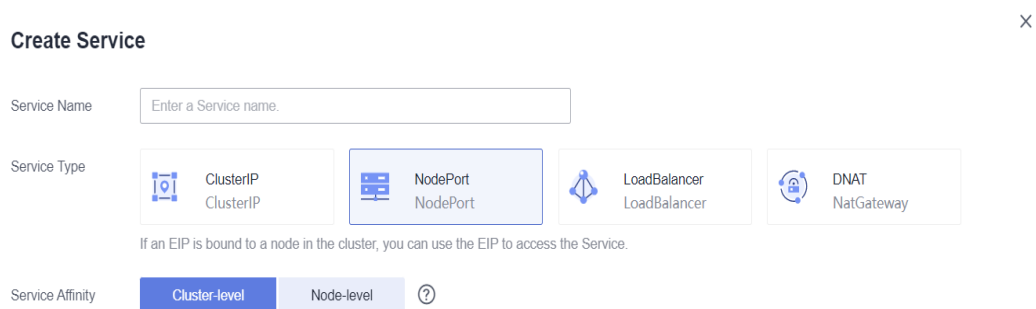 Create Service
Service Name
Enter a Service name.
Service Type
ClusterIP
ClusterIP
NodePort
NodePort
LoadBalancer
LoadBalancer
DNAT
NatGateway
If an EIP is bound to a node in the cluster, you can use the EIP to access the Service.
Service Affinity
Cluster-level
Node-level
?